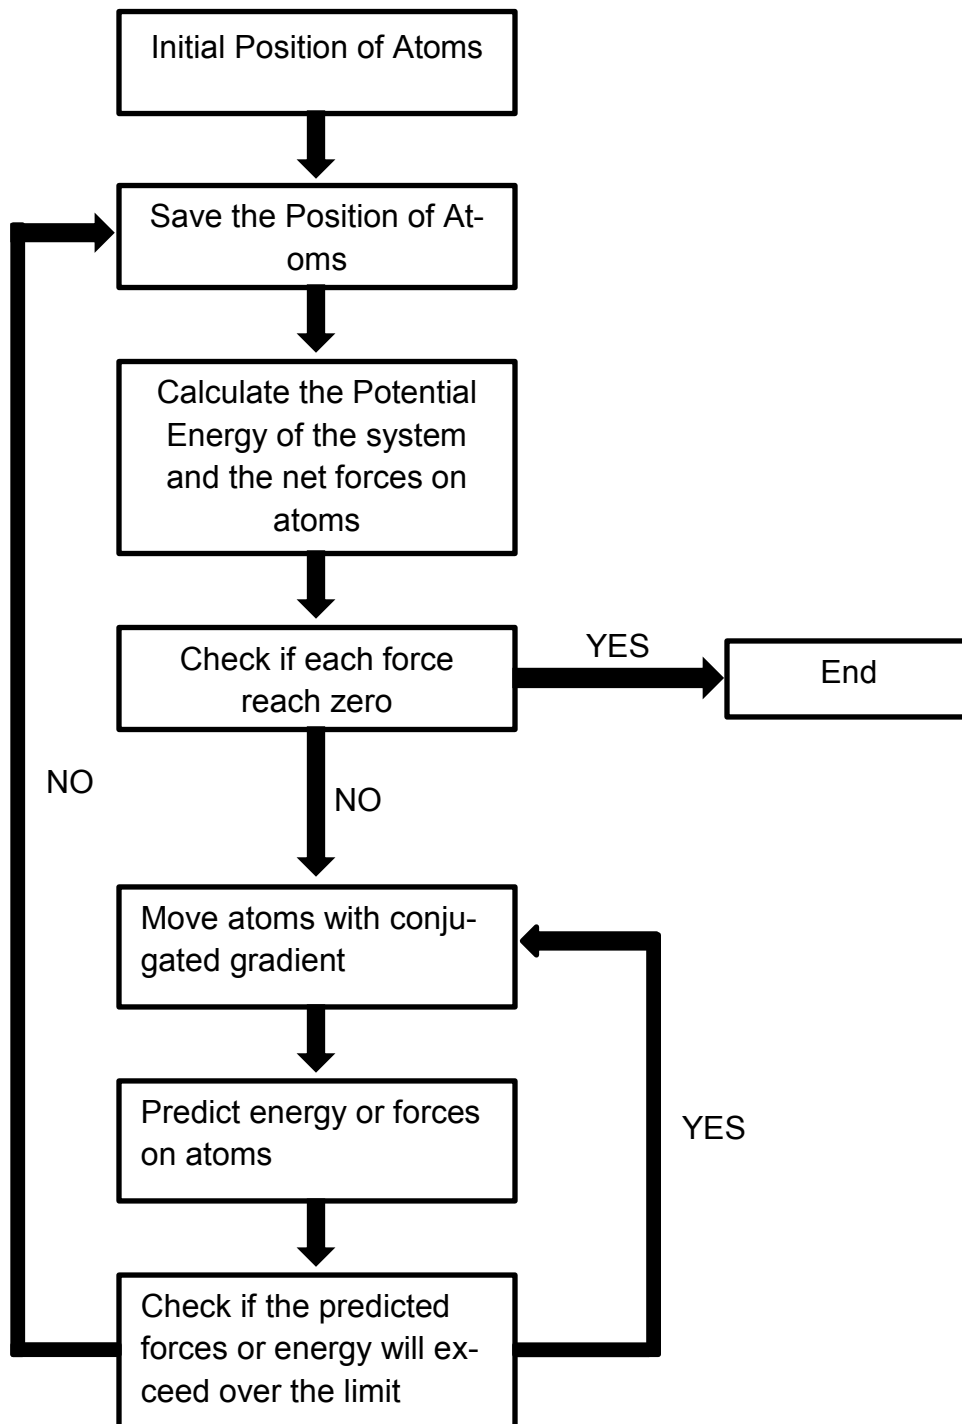 Initial Position of Atoms
Save the Position of At-
oms
Calculate the Potential
Energy of the system
and the net forces on
atoms
Check if each force
reach zero
YES
End
NO
NO
Move atoms with conju-
gated gradient
Predict energy or forces
on atoms
YES
Check if the predicted
forces or energy will ex-
ceed over the limit